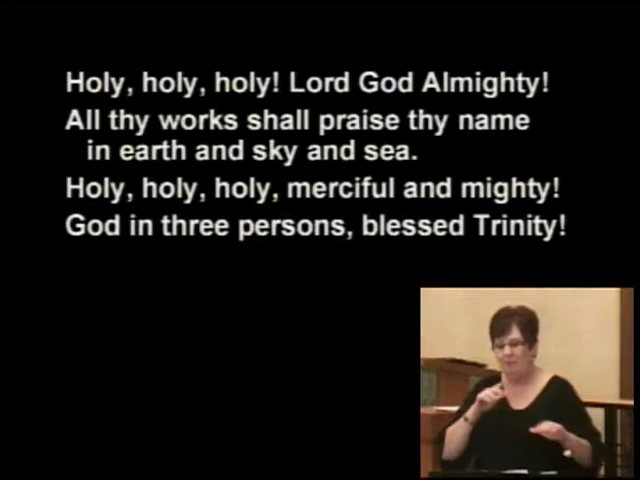 Holy, holy, holy! Lord God Almighty!
All thy works shall praise thy name
in earth and sky and sea.
Holy, holy, holy, merciful and mighty!
God in three persons, blessed Trinity!